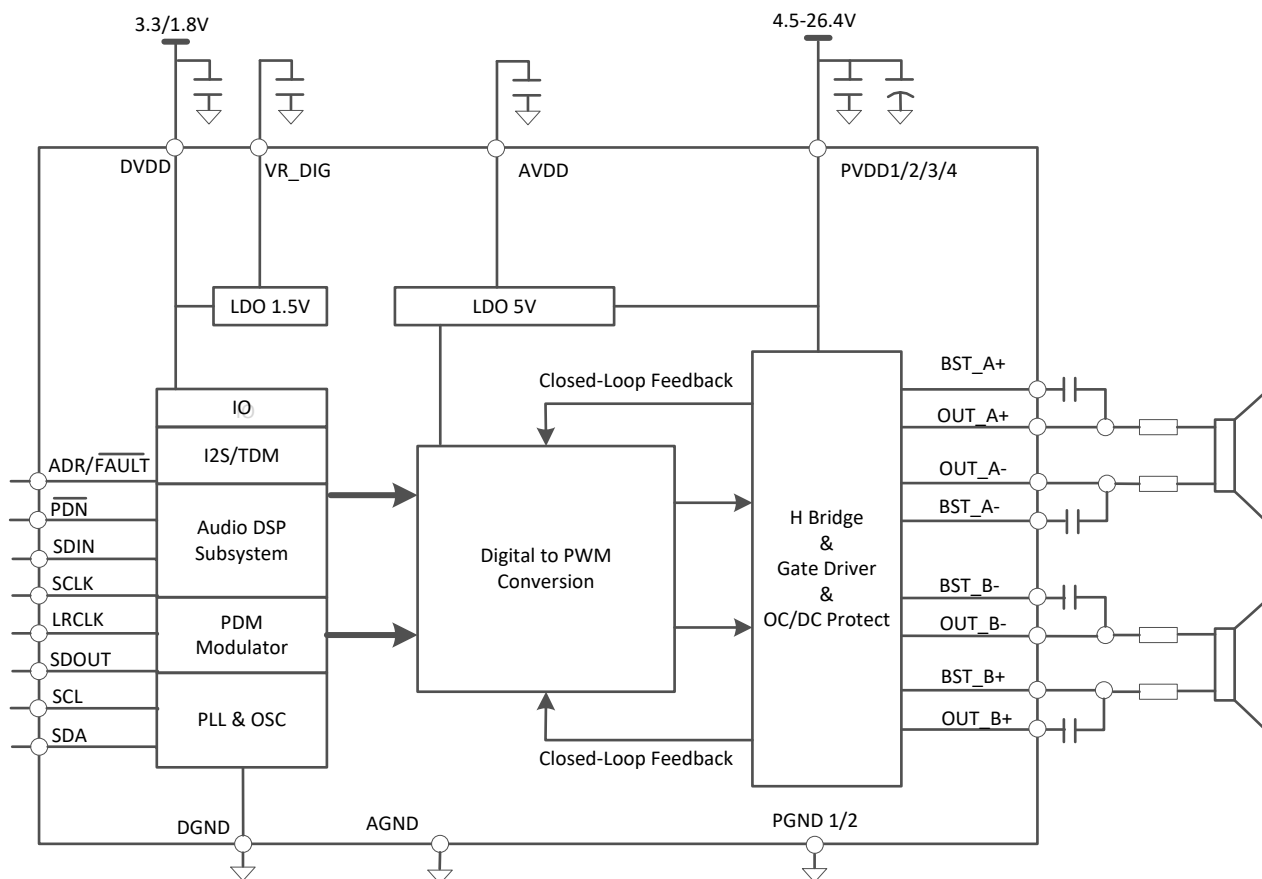 3.3/1.8V
4.5-26.4V
DVDD
VR_DIG
AVDD
PVDD1/2/3/4
LDO 1.5V
LDO 5V
IO
I2S/TDM
Audio DSP
Subsystem
PDM
Modulator
PLL & OSC
ADR/FAULT
PDN
SDIN
SCLK
LRCLK
SDOUT
SCL
SDA
Closed-Loop Feedback
Digital to PWM
Conversion
Closed-Loop Feedback
H Bridge
&
Gate Driver
&
OC/DC Protect
BST_A+
OUT_A+
OUT_A-
BST_A-
BST_B-
OUT_B-
BST_B+
OUT_B+
DGND
AGND
PGND 1/2